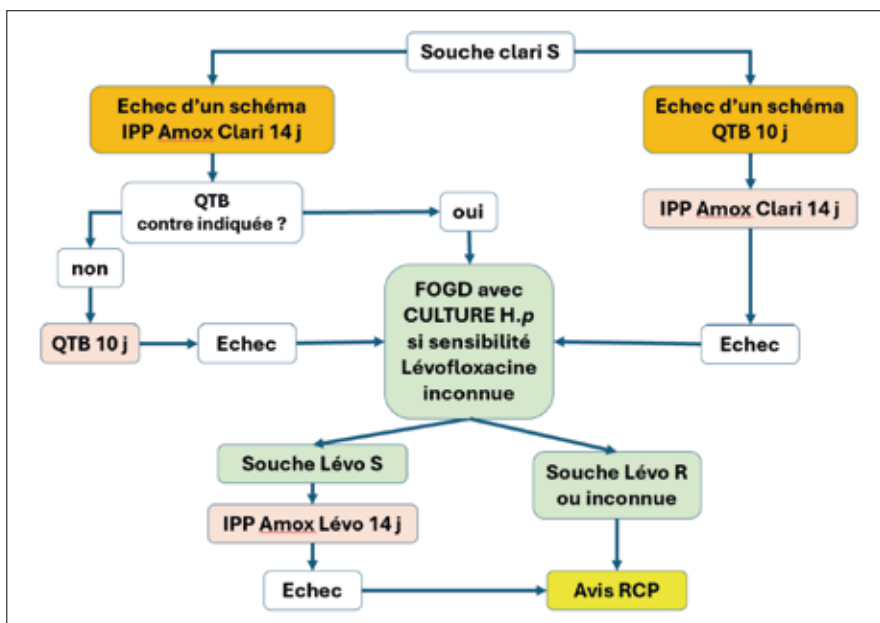 Souche clari S
Echec d'un schéma
IPP Amox Clari 14 j
Echec d'un schéma
QTB 10 j
QTB
contre indiquée ?
oui
IPP Amox Clari 14 j
non
FOGD avec
CULTURE H.p
si sensibilité
Lévofloxacine
inconnue
QTB 10 j
Echec
Echec
Souche Lévo S
Souche Lévo R
ou inconnue
IPP Amox Lévo 14 j
Echec
Avis RCP